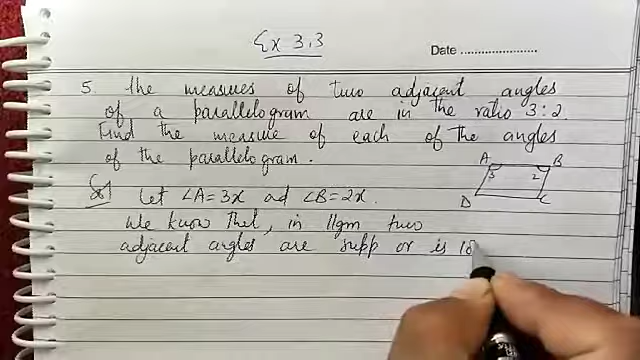 Ex 3.3
Date ........................
5. The measures of two adjacent angles
of a parallelogram are in the ratio 3:2.
Find the measure of each of the angles
of the parallelogram.
A B
3 2
D C
Sol Let ∠A=3x ad ∠B=2x.
We know that, in llgm two
adjacent angles are supp or is 18